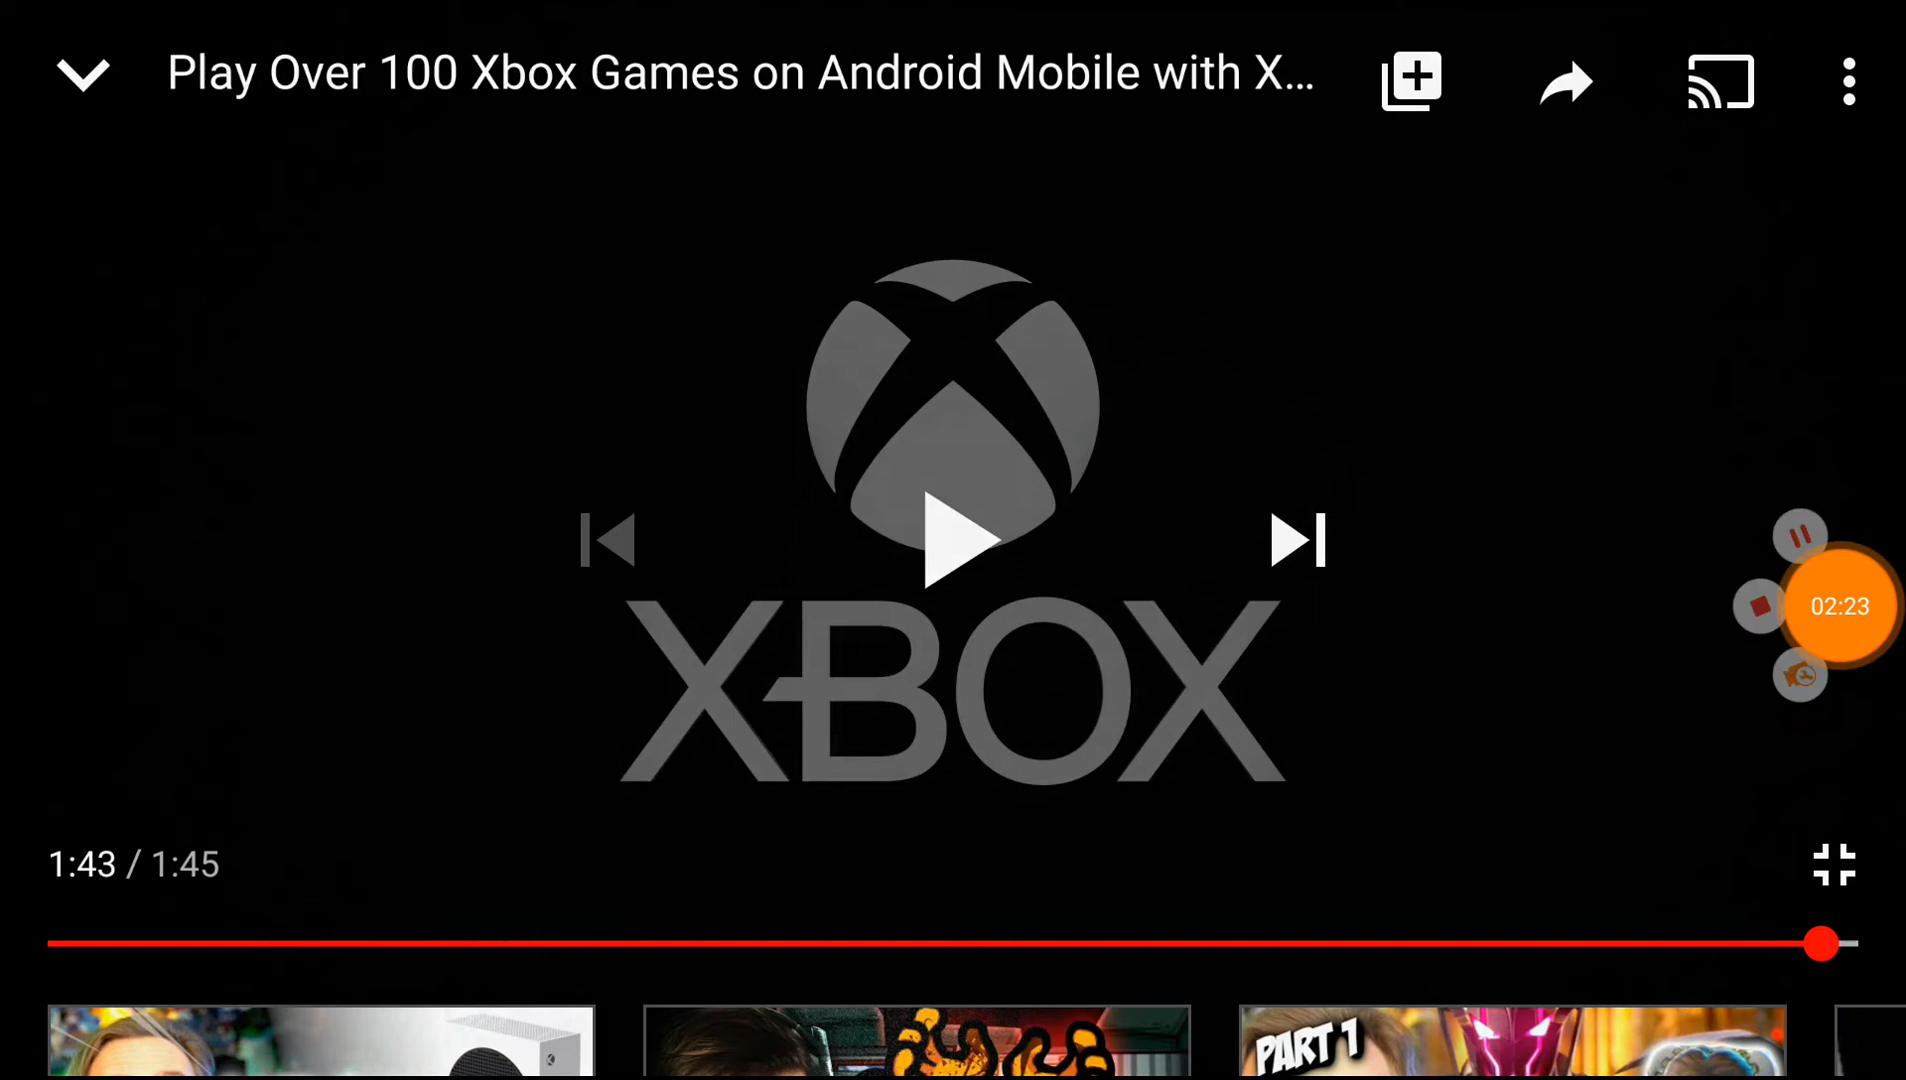 Play Over 100 Xbox Games on Android Mobile with X...
XBOX
02:23
1:43 / 1:45
PART 1